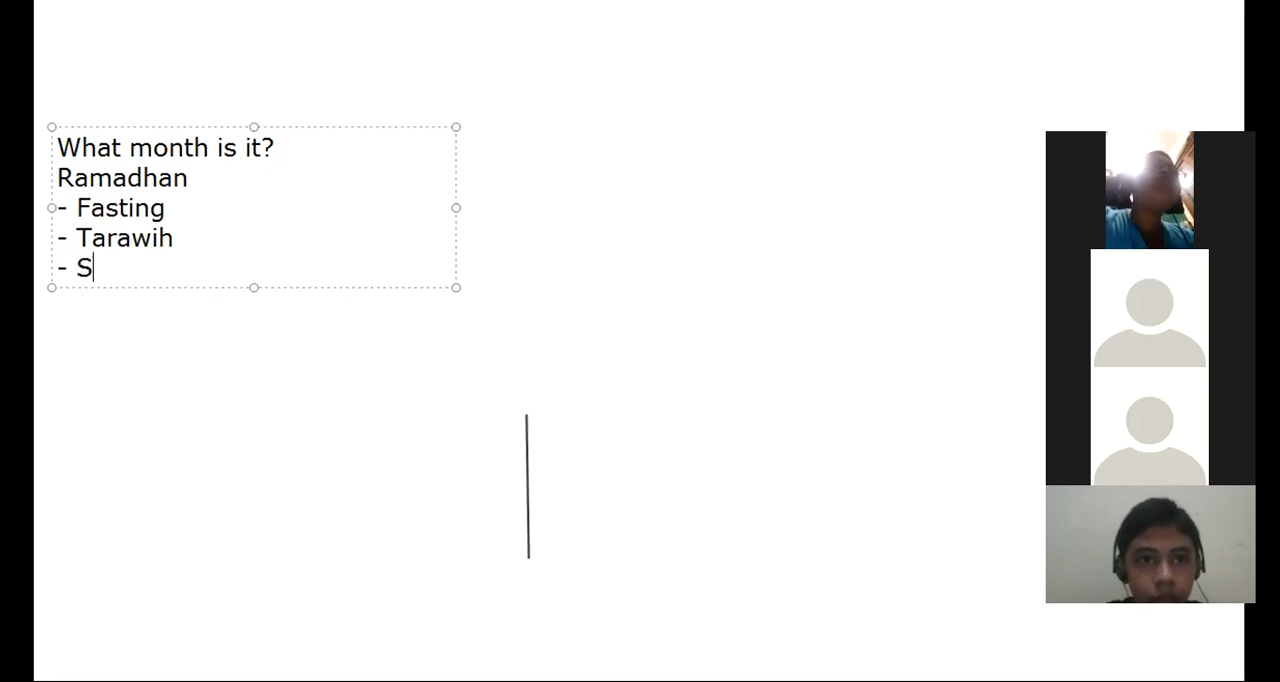 What month is it?
Ramadhan
- Fasting
- Tarawih
- S